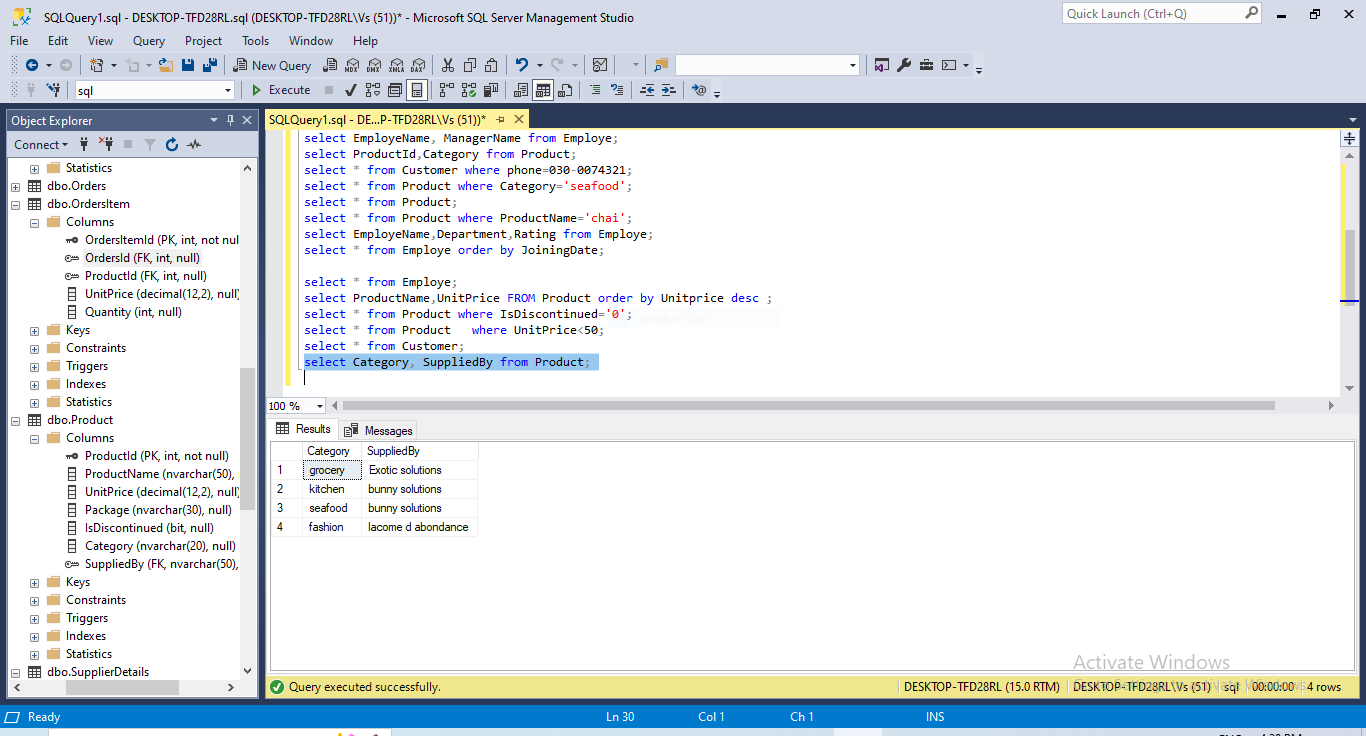 SQLQuery1.sql - DESKTOP-TFD28RL.sql (DESKTOP-TFD28RL\Vs (51))* - Microsoft SQL Server Management Studio
Quick Launch (Ctrl+Q)
File Edit View Query Project Tools Window Help
New Query MDX DMX XMLA DAX
sql Execute
Object Explorer
SQLQuery1.sql - DE...P-TFD28RL\Vs (51))*
Connect
Statistics
dbo.Orders
dbo.OrdersItem
Columns
OrdersItemId (PK, int, not nul
OrdersId (FK, int, null)
ProductId (FK, int, null)
UnitPrice (decimal(12,2), null)
Quantity (int, null)
Keys
Constraints
Triggers
Indexes
Statistics
dbo.Product
Columns
ProductId (PK, int, not null)
ProductName (nvarchar(50),
UnitPrice (decimal(12,2), null)
Package (nvarchar(30), null)
IsDiscontinued (bit, null)
Category (nvarchar(20), null)
SuppliedBy (FK, nvarchar(50),
Keys
Constraints
Triggers
Indexes
Statistics
dbo.SupplierDetails
select EmployeName, ManagerName from Employe;
select ProductId,Category from Product;
select * from Customer where phone=030-0074321;
select * from Product where Category='seafood';
select * from Product;
select * from Product where ProductName='chai';
select EmployeName,Department,Rating from Employe;
select * from Employe order by JoiningDate;
select * from Employe;
select ProductName,UnitPrice FROM Product order by Unitprice desc ;
select * from Product where IsDiscontinued='0';
select * from Product   where UnitPrice<50;
select * from Customer;
select Category, SuppliedBy from Product;
100 %
Results Messages
Category SuppliedBy
1 grocery Exotic solutions
2 kitchen bunny solutions
3 seafood bunny solutions
4 fashion lacome d abondance
Activate Windows
Query executed successfully.
DESKTOP-TFD28RL (15.0 RTM) DESKTOP-TFD28RL\Vs (51) sql 00:00:00 4 rows
Ready Ln 30 Col 1 Ch 1 INS